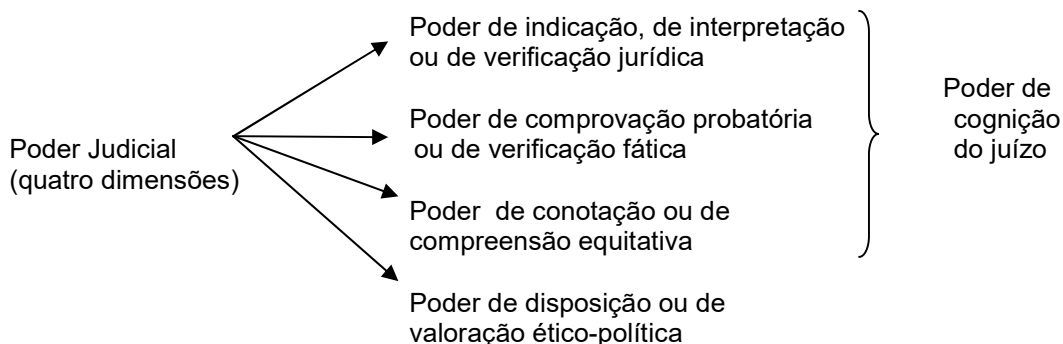 Poder de indicação, de interpretação
ou de verificação jurídica
Poder de comprovação probatória
ou de verificação fática
Poder de conotação ou de
compreensão equitativa
Poder de disposição ou de
valoração ético-política
Poder Judicial
(quatro dimensões)
Poder de
cognição
do juízo